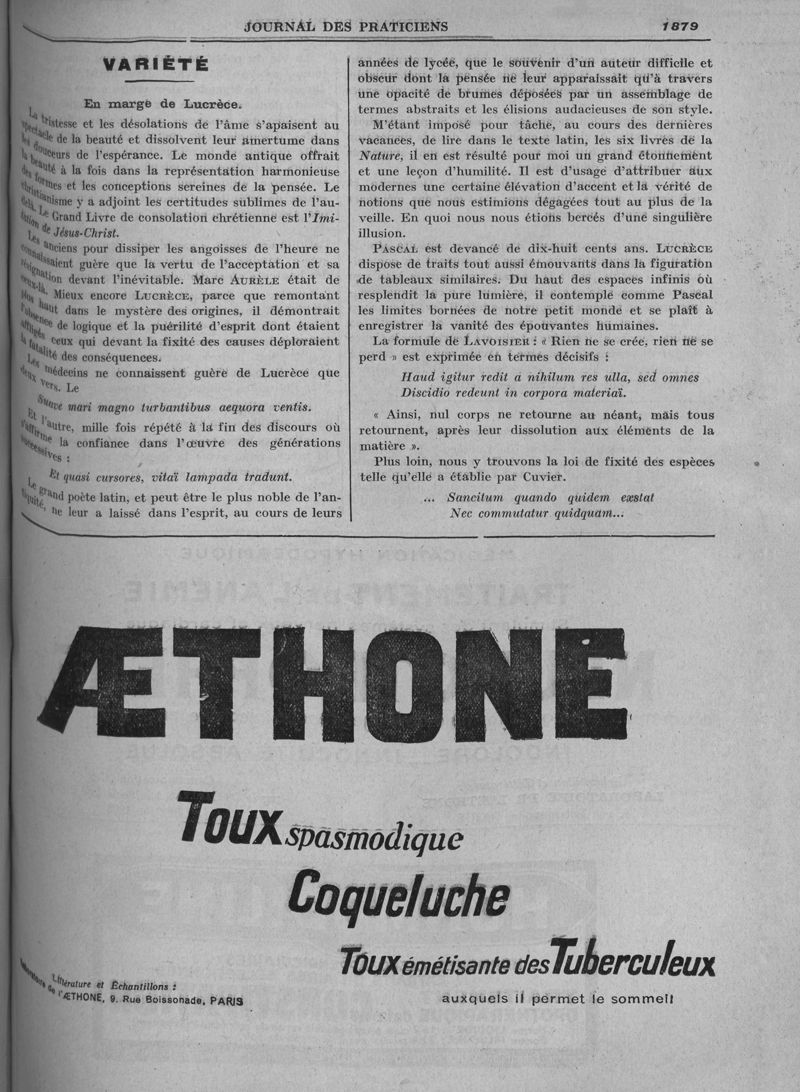 JOURNAL DES PRATICIENS 1879
VARIÉTÉ
En marge de Lucrèce.
La tristesse et les désolations de l'âme s'apaisent au
spectacle de la beauté et dissolvent leur amertume dans
les douceurs de l'espérance. Le monde antique offrait
la beauté à la fois dans la représentation harmonieuse
des formes et les conceptions sereines de la pensée. Le
christianisme y a adjoint les certitudes sublimes de l'au-
delà. Le Grand Livre de consolation chrétienne est l'Imi-
tation de Jésus-Christ.
Les anciens pour dissiper les angoisses de l'heure ne
connaissaient guère que la vertu de l'acceptation et sa
résignation devant l'inévitable. Marc AURÈLE était de
ceux-là. Mieux encore LUCRÈCE, parce que remontant
plus haut dans le mystère des origines, il démontrait
l'absence de logique et la puérilité d'esprit dont étaient
affligés ceux qui devant la fixité des causes déploraient
la fatalité des conséquences.
Les médecins ne connaissent guère de Lucrèce que
deux vers. Le
Suave mari magno turbantibus aequora ventis.
Et l'autre, mille fois répété à la fin des discours où
s'affirme la confiance dans l'œuvre des générations
successives :
Et quasi cursores, vitaï lampada tradunt.
Le grand poète latin, et peut être le plus noble de l'an-
tiquité, ne leur a laissé dans l'esprit, au cours de leurs
années de lycée, que le souvenir d'un auteur difficile et
obscur dont la pensée ne leur apparaissait qu'à travers
une opacité de brumes déposées par un assemblage de
termes abstraits et les élisions audacieuses de son style.
M'étant imposé pour tâche, au cours des dernières
vacances, de lire dans le texte latin, les six livres de la
Nature, il en est résulté pour moi un grand étonnement
et une leçon d'humilité. Il est d'usage d'attribuer aux
modernes une certaine élévation d'accent et la vérité de
notions que nous estimions dégagées tout au plus de la
veille. En quoi nous nous étions bercés d'une singulière
illusion.
PASCAL est devancé de dix-huit cents ans. LUCRÈCE
dispose de traits tout aussi émouvants dans la figuration
de tableaux similaires. Du haut des espaces infinis où
resplendit la pure lumière, il contemple comme Pascal
les limites bornées de notre petit monde et se plaît à
enregistrer la vanité des épouvantes humaines.
La formule de LAVOISIER : « Rien ne se crée, rien ne se
perd » est exprimée en termes décisifs :
Haud igitur redit a nihilum res ulla, sed omnes
Discidio redeunt in corpora materiaï.
« Ainsi, nul corps ne retourne au néant, mais tous
retournent, après leur dissolution aux éléments de la
matière ».
Plus loin, nous y trouvons la loi de fixité des espèces
telle qu'elle a établie par Cuvier.
... Sancitum quando quidem exstat
Nec commutatur quidquam...
ÆTHONE
Toux spasmodique
Coqueluche
Toux émétisante des Tuberculeux
auxquels il permet le sommeil
Littérature et Échantillons :
de l'ÆTHONE, 9, Rue Boissonade, PARIS